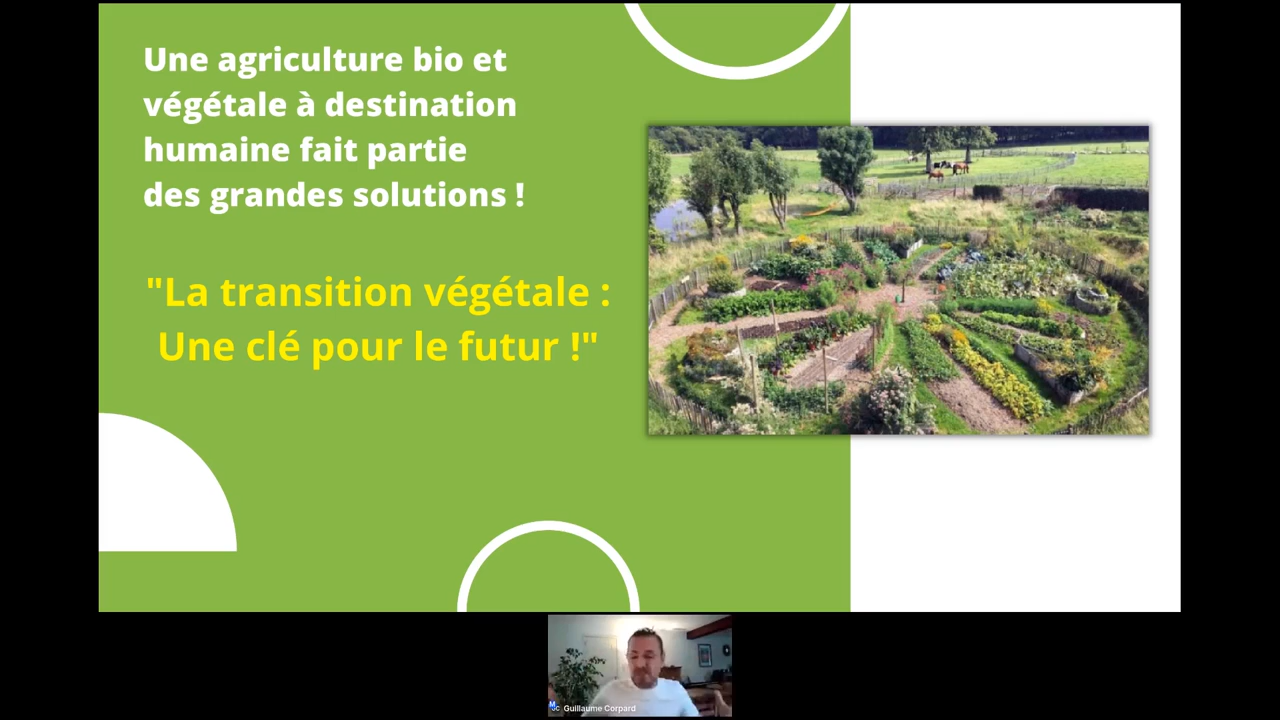 Une agriculture bio et
végétale à destination
humaine fait partie
des grandes solutions !
"La transition végétale :
Une clé pour le futur !"
Guillaume Corpard